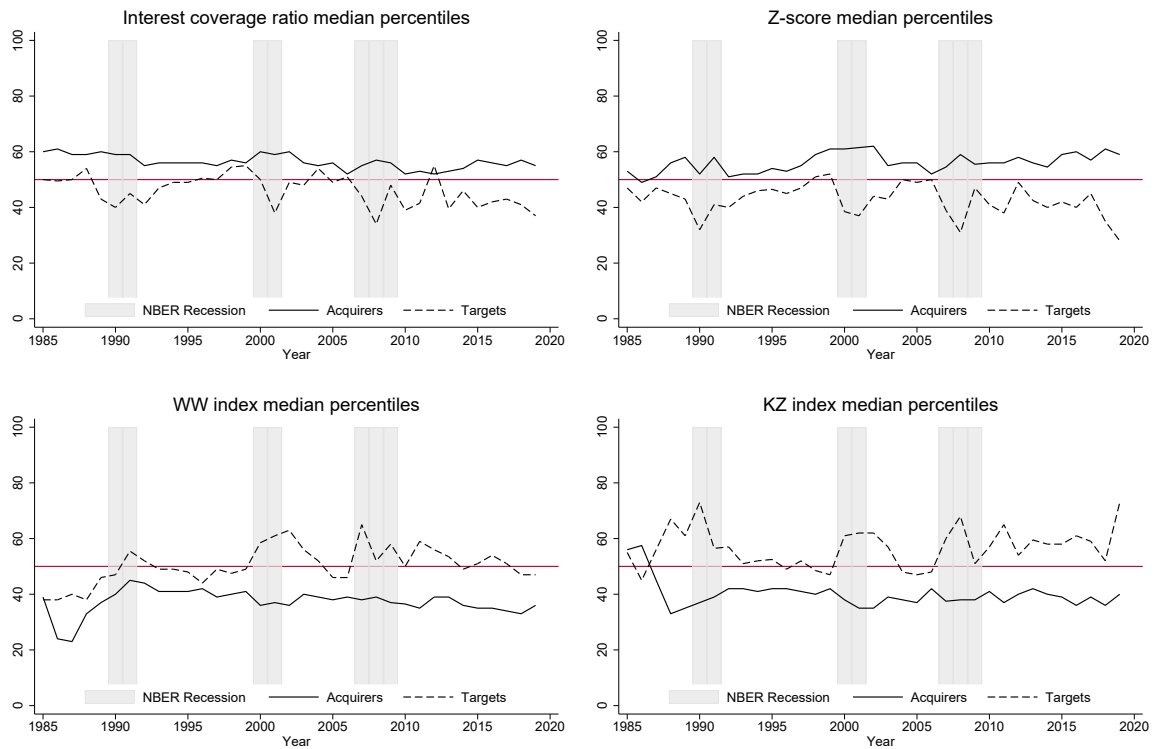 Interest coverage ratio median percentiles
100
80
60
40
20
0
NBER Recession Acquirers Targets
1985 1990 1995 2000 2005 2010 2015 2020
Year
Z-score median percentiles
100
80
60
40
20
0
NBER Recession Acquirers Targets
1985 1990 1995 2000 2005 2010 2015 2020
Year
WW index median percentiles
100
80
60
40
20
0
NBER Recession Acquirers Targets
1985 1990 1995 2000 2005 2010 2015 2020
Year
KZ index median percentiles
100
80
60
40
20
0
NBER Recession Acquirers Targets
1985 1990 1995 2000 2005 2010 2015 2020
Year